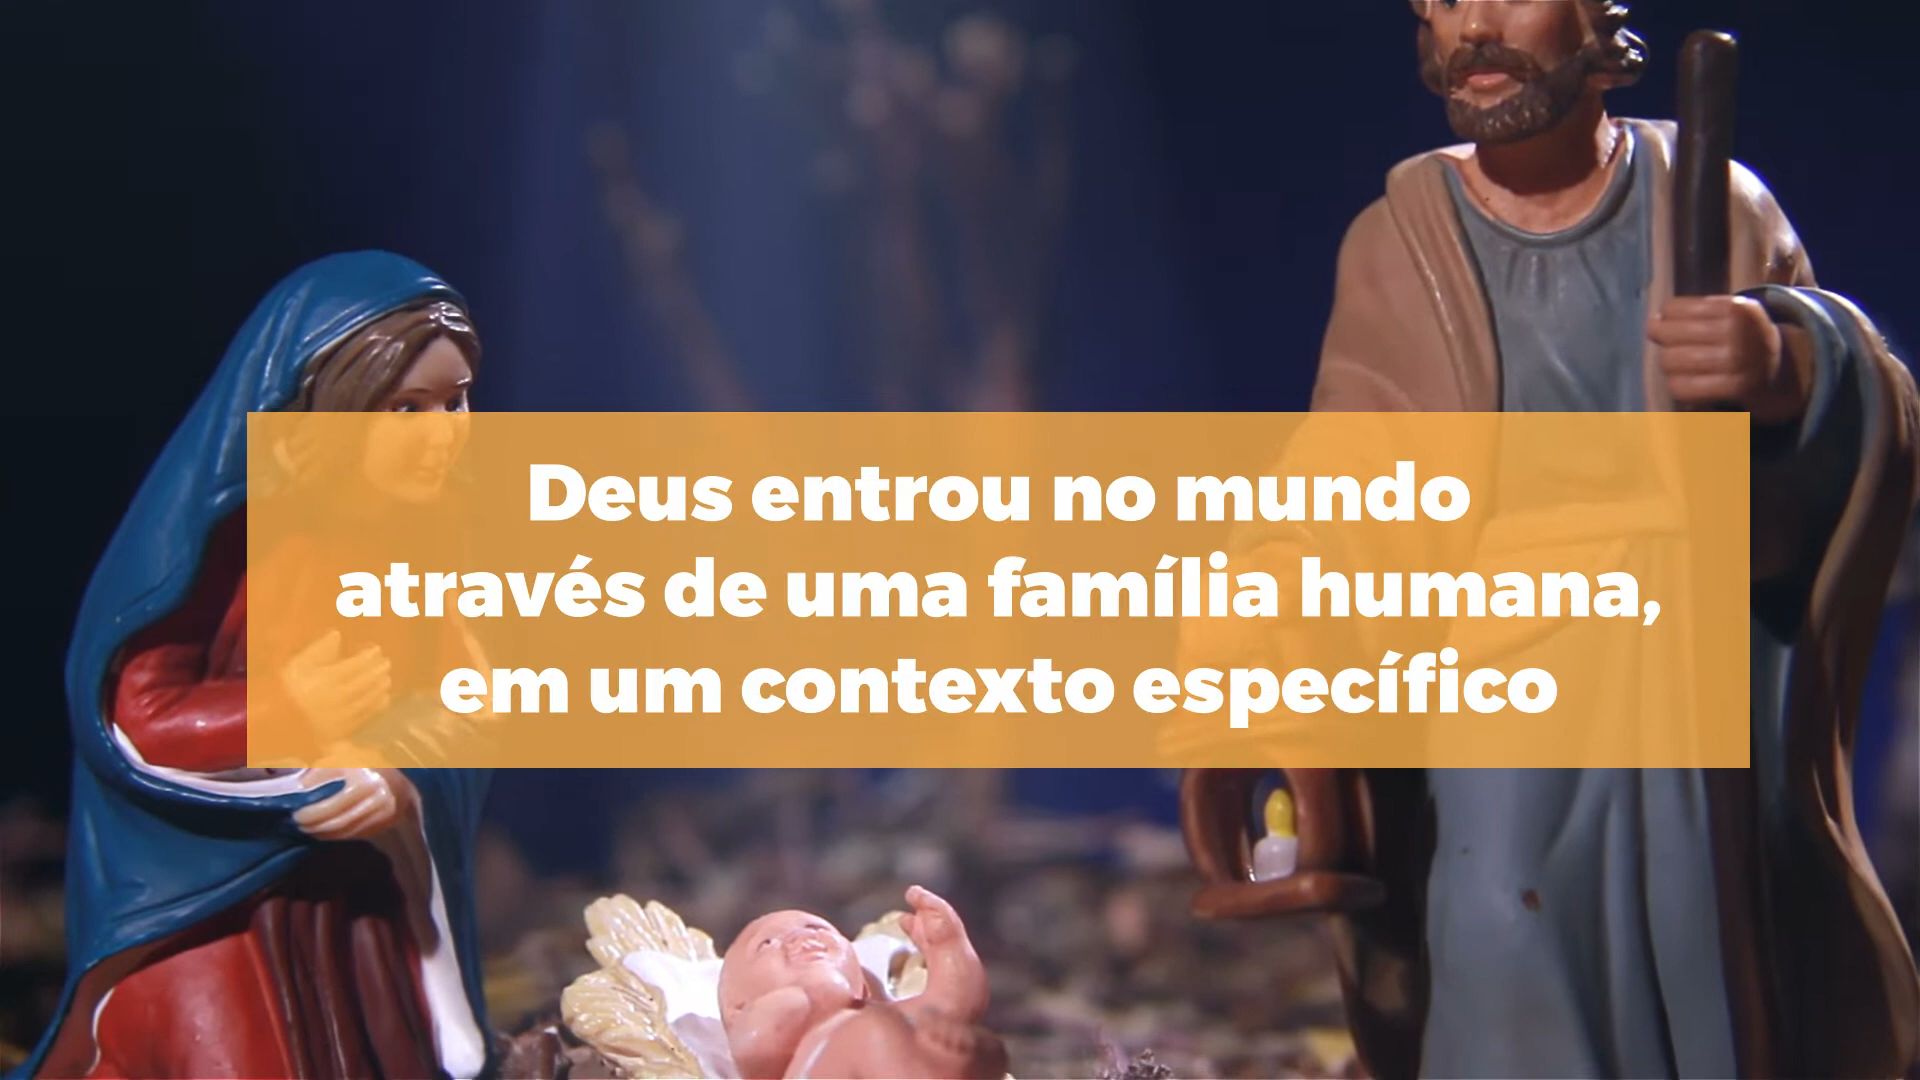 Deus entrou no mundo
através de uma família humana,
em um contexto específico